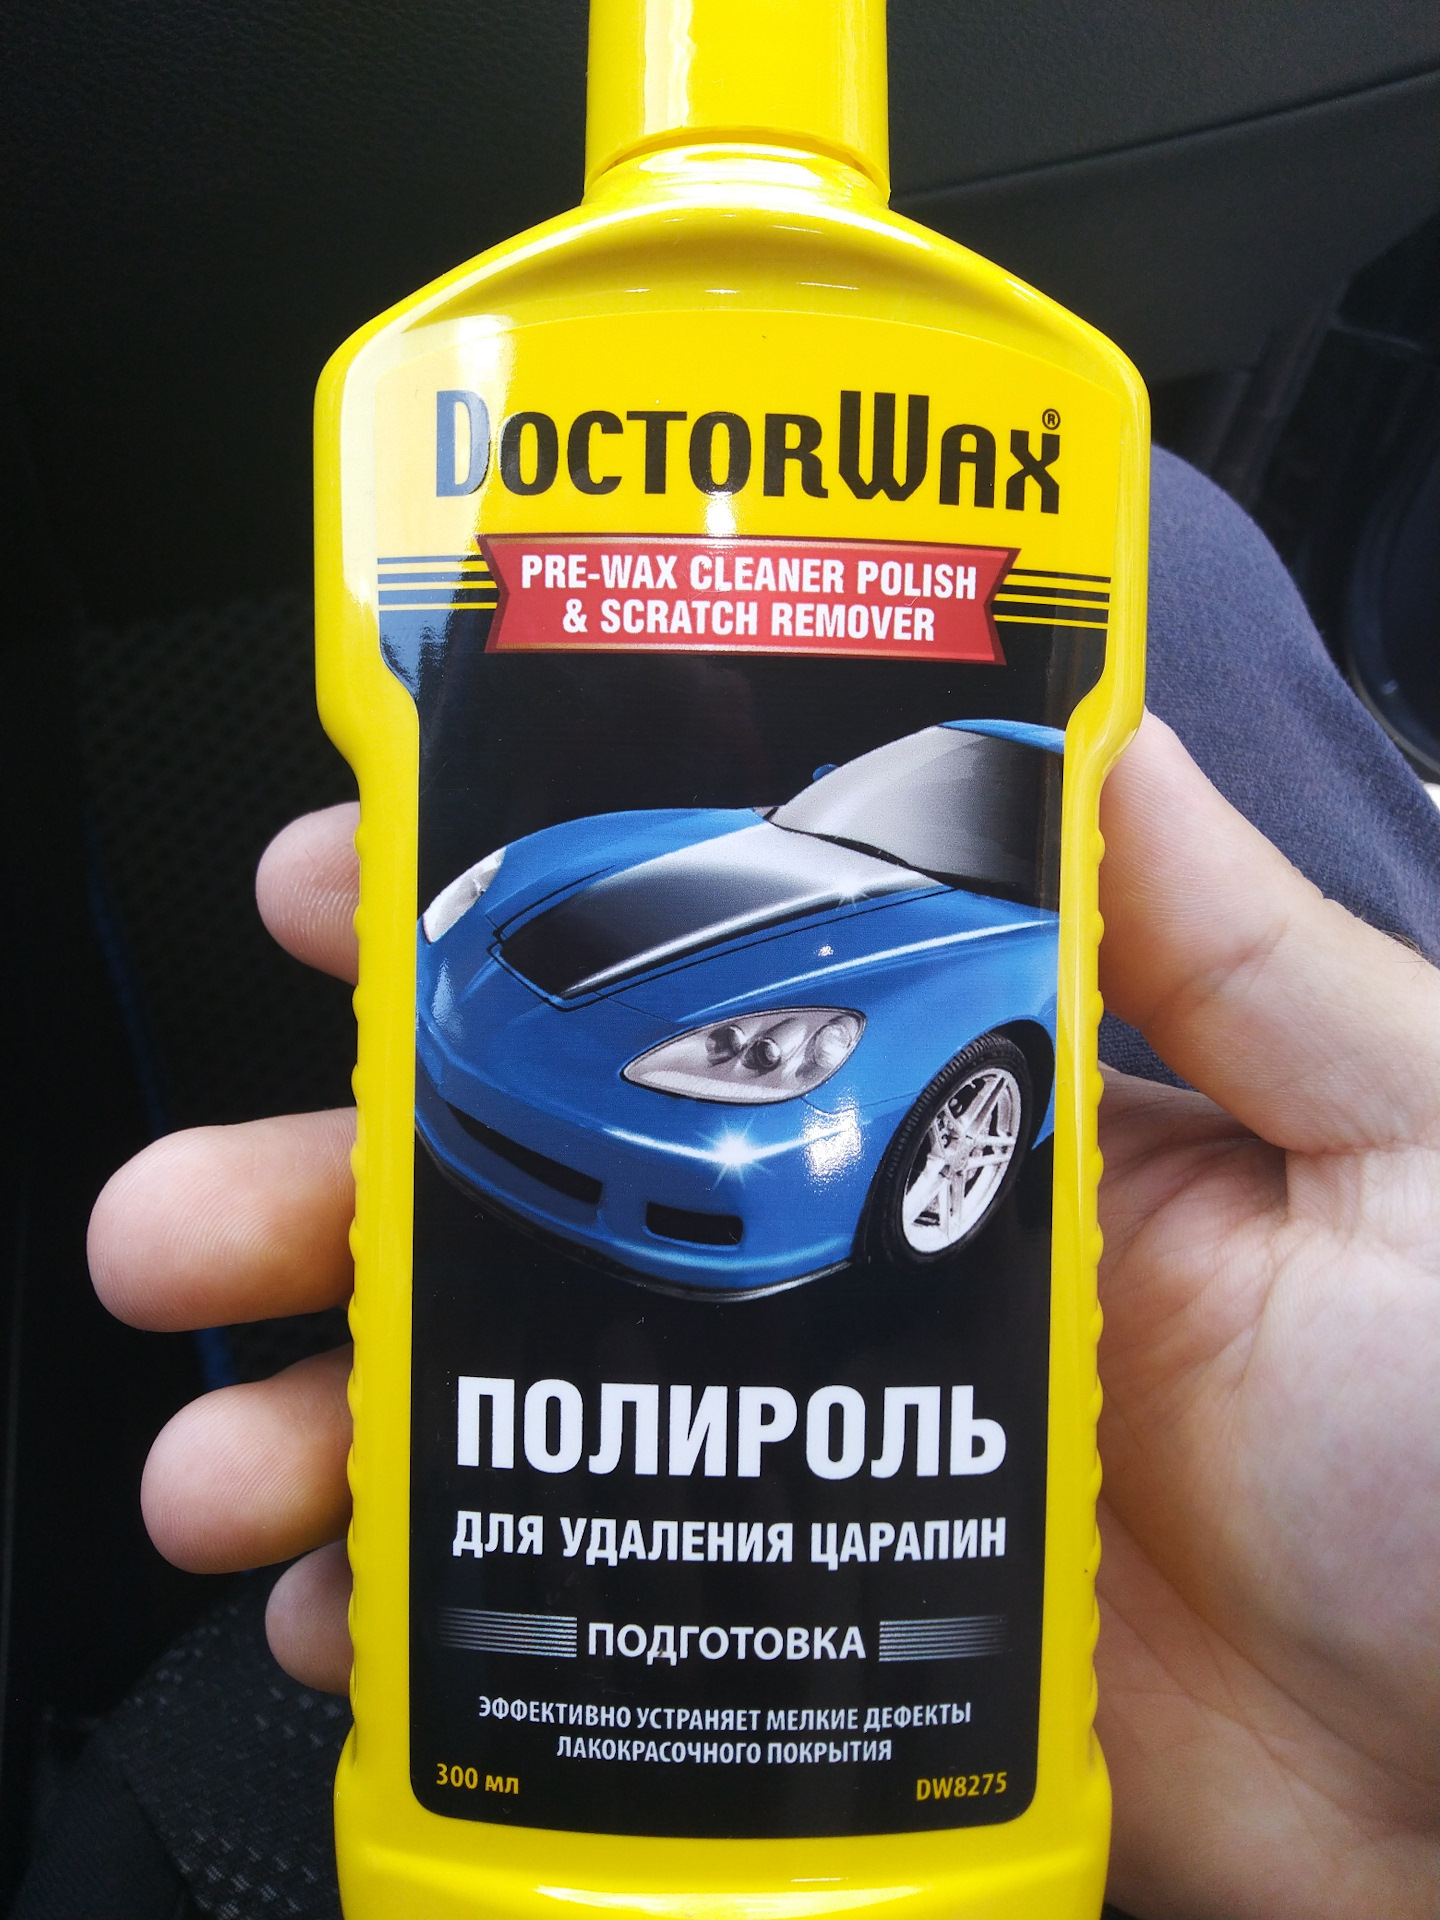 DOCTORWAX®
PRE-WAX CLEANER POLISH
& SCRATCH REMOVER
ПОЛИРОЛЬ
ДЛЯ УДАЛЕНИЯ ЦАРАПИН
ПОДГОТОВКА
ЭФФЕКТИВНО УСТРАНЯЕТ МЕЛКИЕ ДЕФЕКТЫ
ЛАКОКРАСОЧНОГО ПОКРЫТИЯ
300 мл DW8275